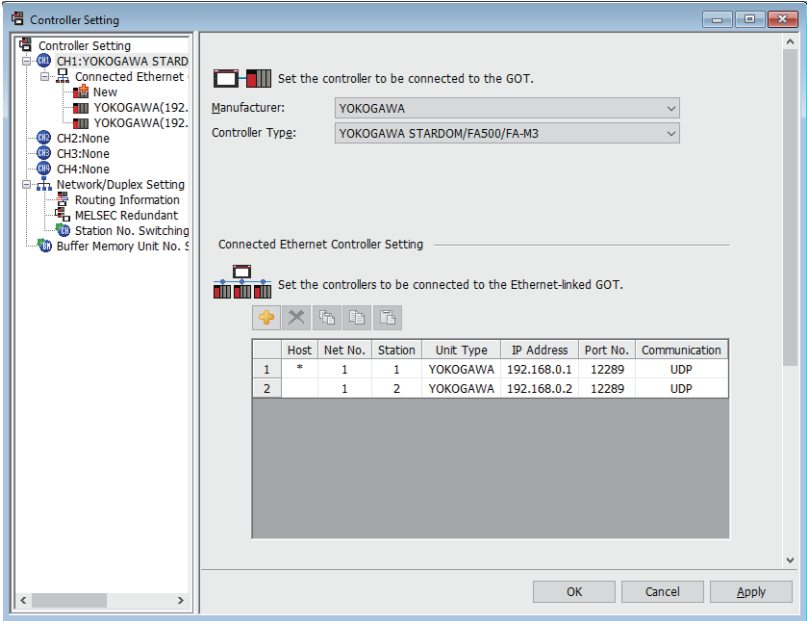 Controller Setting
Controller Setting
CH1:YOKOGAWA STARD
Connected Ethernet
New
YOKOGAWA(192.
YOKOGAWA(192.
CH2:None
CH3:None
CH4:None
Network/Duplex Setting
Routing Information
MELSEC Redundant
Station No. Switching
Buffer Memory Unit No. S
Set the controller to be connected to the GOT.
Manufacturer: YOKOGAWA
Controller Type: YOKOGAWA STARDOM/FA500/FA-M3
Connected Ethernet Controller Setting
Set the controllers to be connected to the Ethernet-linked GOT.
Host Net No. Station Unit Type IP Address Port No. Communication
1 * 1 1 YOKOGAWA 192.168.0.1 12289 UDP
2 1 2 YOKOGAWA 192.168.0.2 12289 UDP
OK Cancel Apply